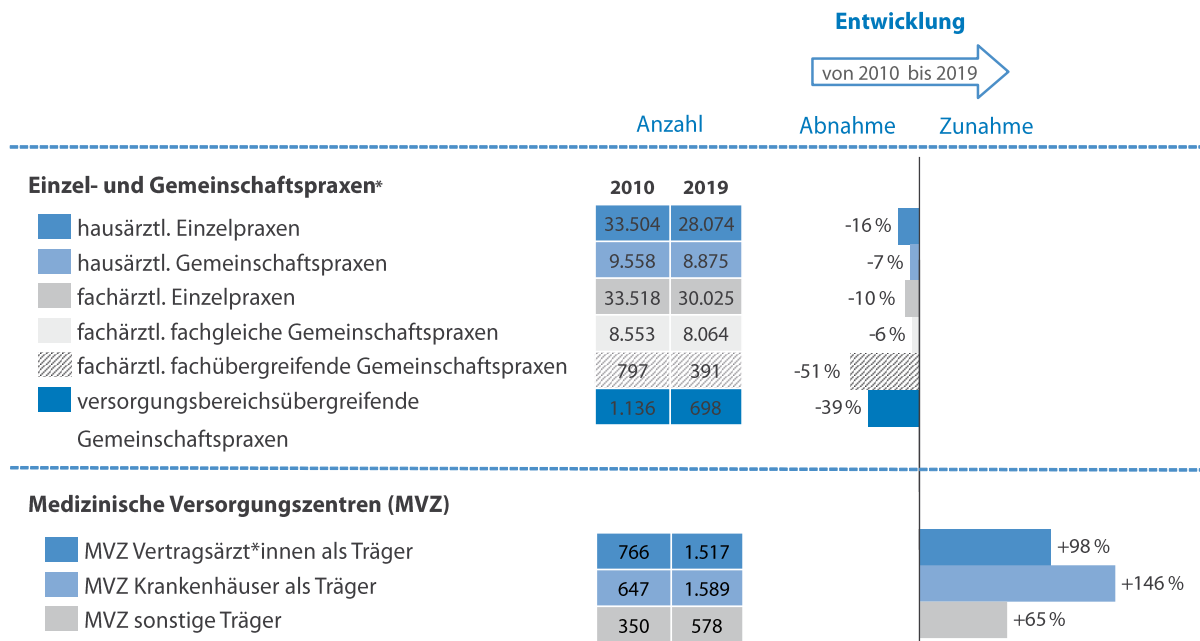 Entwicklung
von 2010 bis 2019
Anzahl Abnahme Zunahme
Einzel- und Gemeinschaftspraxen* 2010 2019
hausärztl. Einzelpraxen 33.504 28.074 -16 %
hausärztl. Gemeinschaftspraxen 9.558 8.875 -7 %
fachärztl. Einzelpraxen 33.518 30.025 -10 %
fachärztl. fachgleiche Gemeinschaftspraxen 8.553 8.064 -6 %
fachärztl. fachübergreifende Gemeinschaftspraxen 797 391 -51 %
versorgungsbereichsübergreifende 1.136 698 -39 %
Gemeinschaftspraxen
Medizinische Versorgungszentren (MVZ)
MVZ Vertragsärzt*innen als Träger 766 1.517 +98 %
MVZ Krankenhäuser als Träger 647 1.589 +146 %
MVZ sonstige Träger 350 578 +65 %